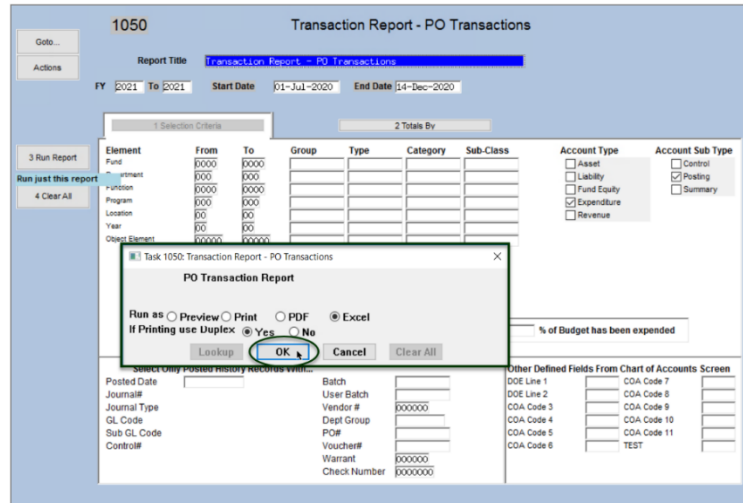 1050 Transaction Report - PO Transactions
Goto...
Actions
Report Title Transaction Report - PO Transactions
FY 2021 To 2021 Start Date 01-Jul-2020 End Date 14-Dec-2020
1 Selection Criteria 2 Totals By
3 Run Report
Run just this report
4 Clear All
Element From To Group Type Category Sub-Class Account Type Account Sub Type
Fund 0000 0000 Asset Control
000 000 Liability Posting
Function 0000 0000 Fund Equity Summary
Program 000 000 Expenditure
Location 00 00 Revenue
Year 00 00
Object Element 00000 00000
Task 1050: Transaction Report - PO Transactions
PO Transaction Report
Run as Preview Print PDF Excel
If Printing use Duplex Yes No
Lookup OK Cancel Clear All
% of Budget has been expended
Select Only Posted History Records With...
Other Defined Fields From Chart of Accounts Screen
Posted Date Batch DOE Line 1 COA Code 7
Journal# User Batch DOE Line 2 COA Code 8
Journal Type Vendor # 000000 COA Code 3 COA Code 9
GL Code Dept Group COA Code 4 COA Code 10
Sub GL Code PO# COA Code 5 COA Code 11
Control# Voucher# COA Code 6 TEST
Warrant 000000
Check Number 0000000